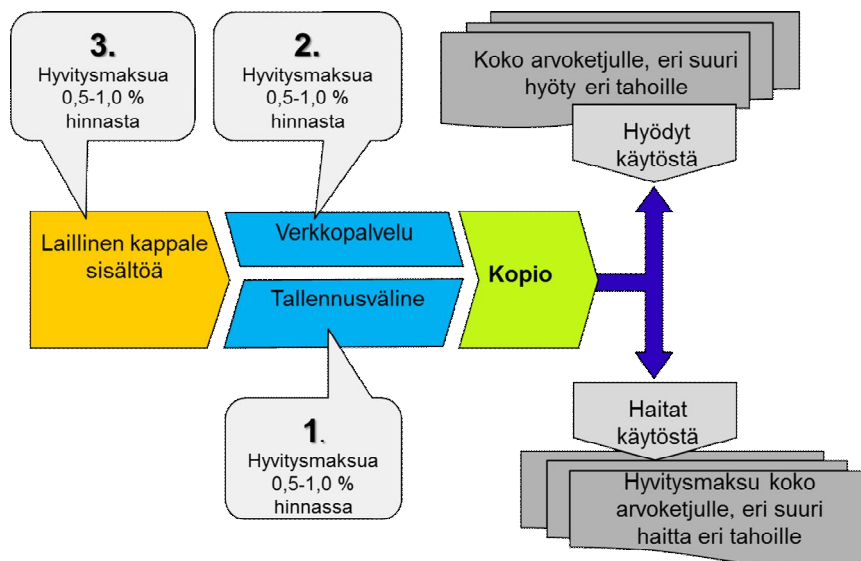 3.
Hyvitysmaksua
0,5-1,0 %
hinnasta
2.
Hyvitysmaksua
0,5-1,0 %
hinnasta
Koko arvoketjulle, eri suuri
hyöty eri tahoille
Hyödyt
käytöstä
Laillinen kappale
sisältöä
Verkkopalvelu
Tallennusväline
Kopio
1.
Hyvitysmaksua
0,5-1,0 %
hinnassa
Haitat
käytöstä
Hyvitysmaksu koko
arvoketjulle, eri suuri
haitta eri tahoille